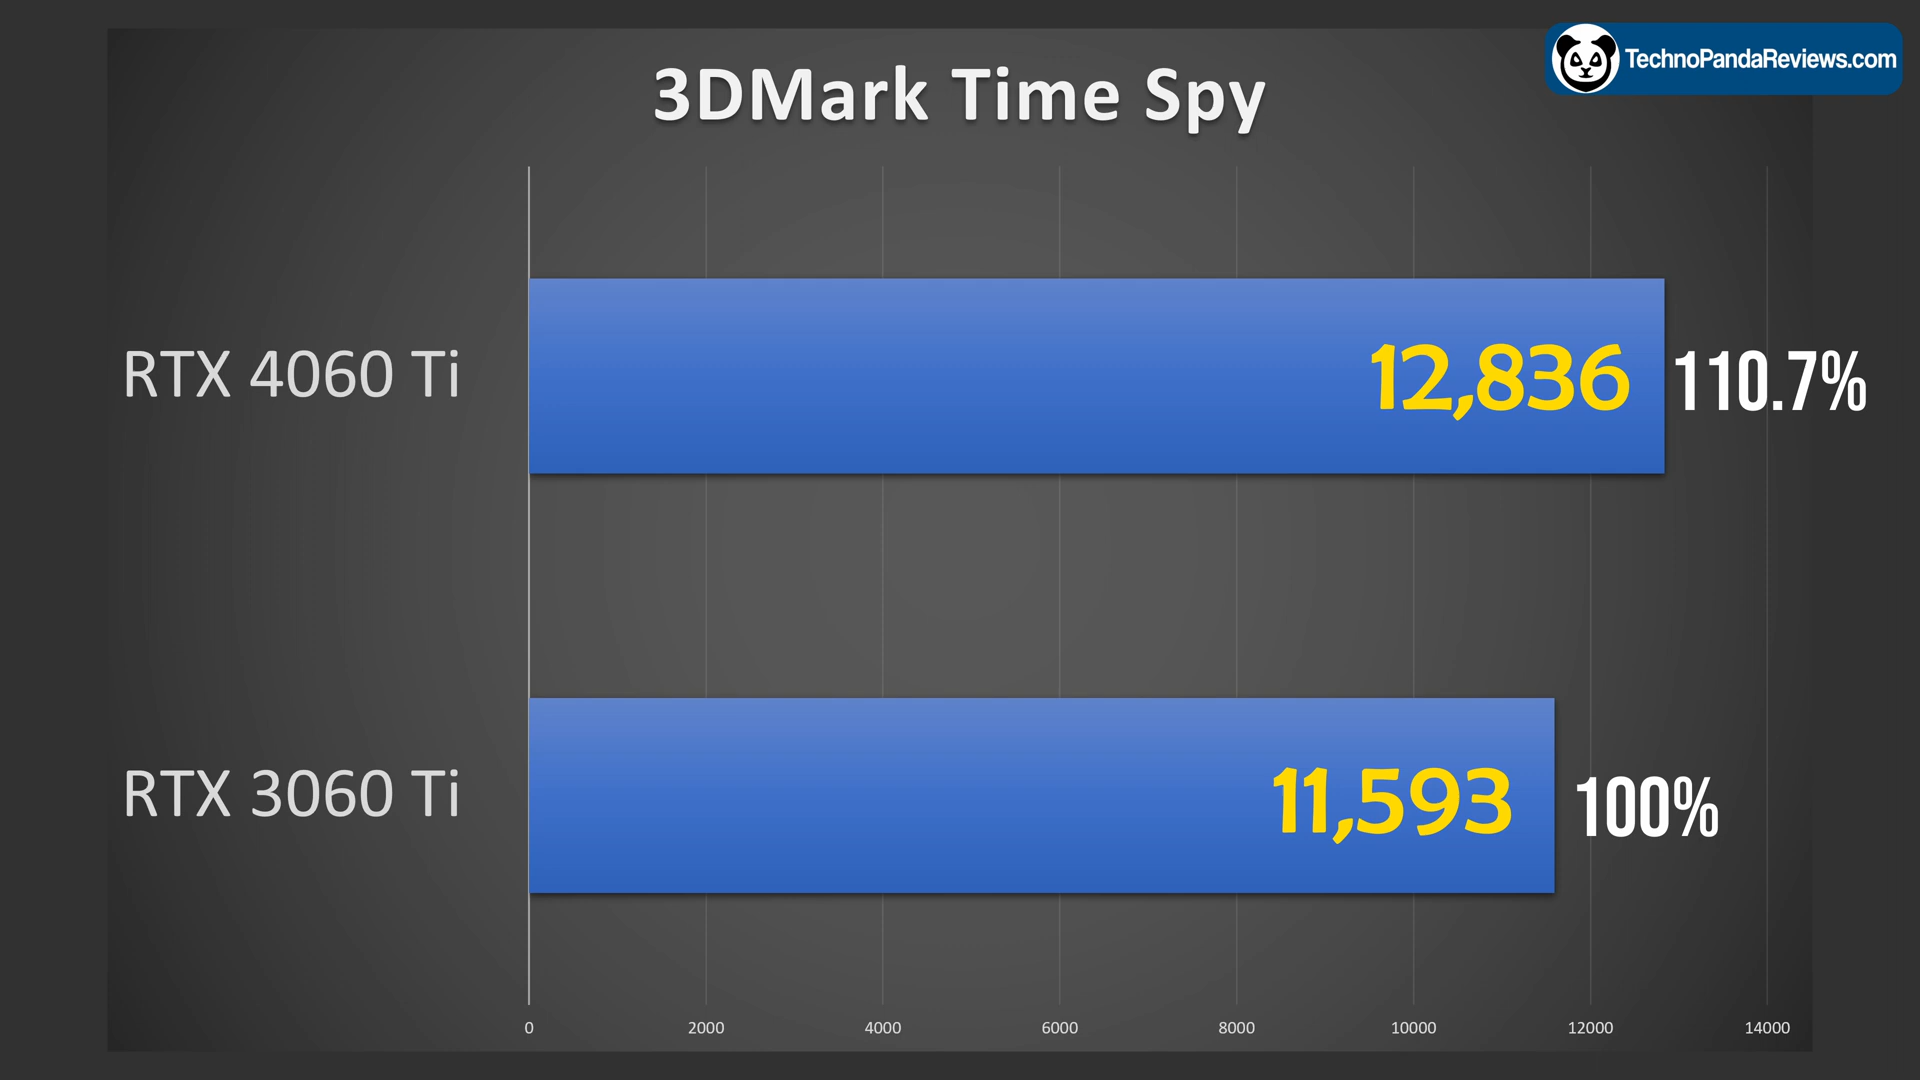 TechnoPandaReviews.com
3DMark Time Spy
RTX 4060 Ti
12,836
110.7%
RTX 3060 Ti
11,593
100%
0 2000 4000 6000 8000 10000 12000 14000